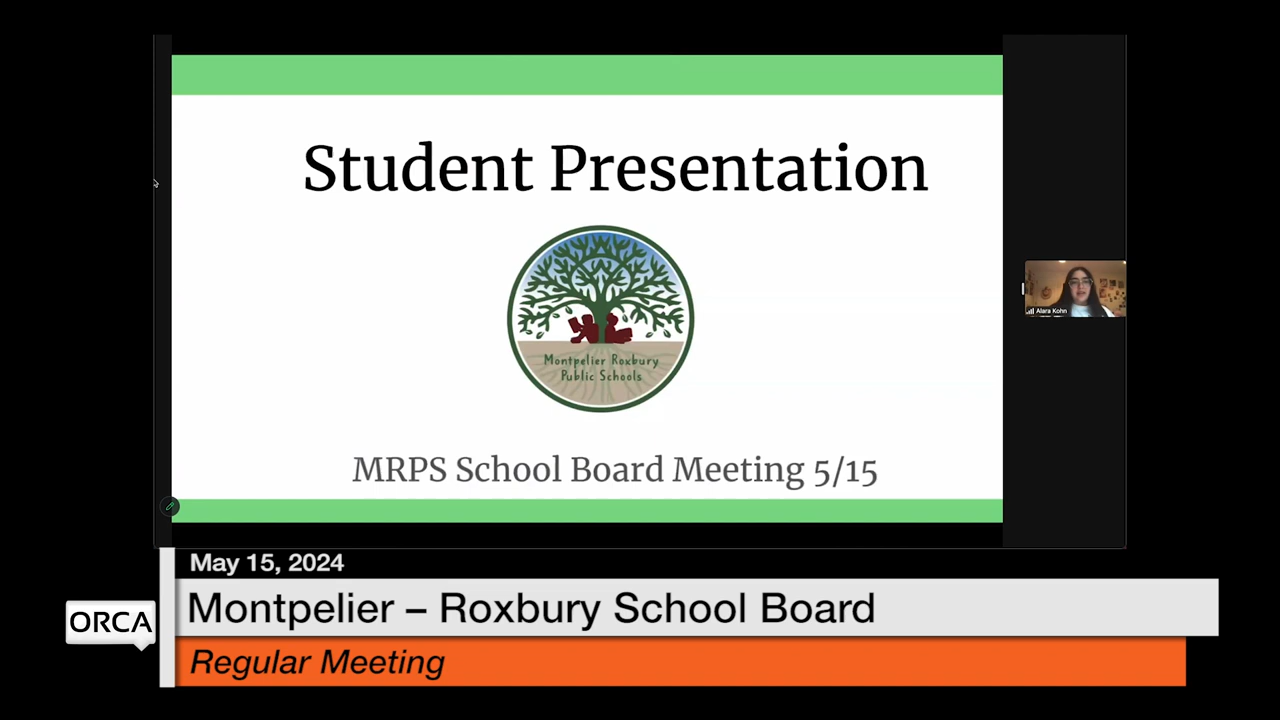 Student Presentation
Montpelier Roxbury
Public Schools
MRPS School Board Meeting 5/15
Alara Kohn
May 15, 2024
Montpelier – Roxbury School Board
ORCA
Regular Meeting